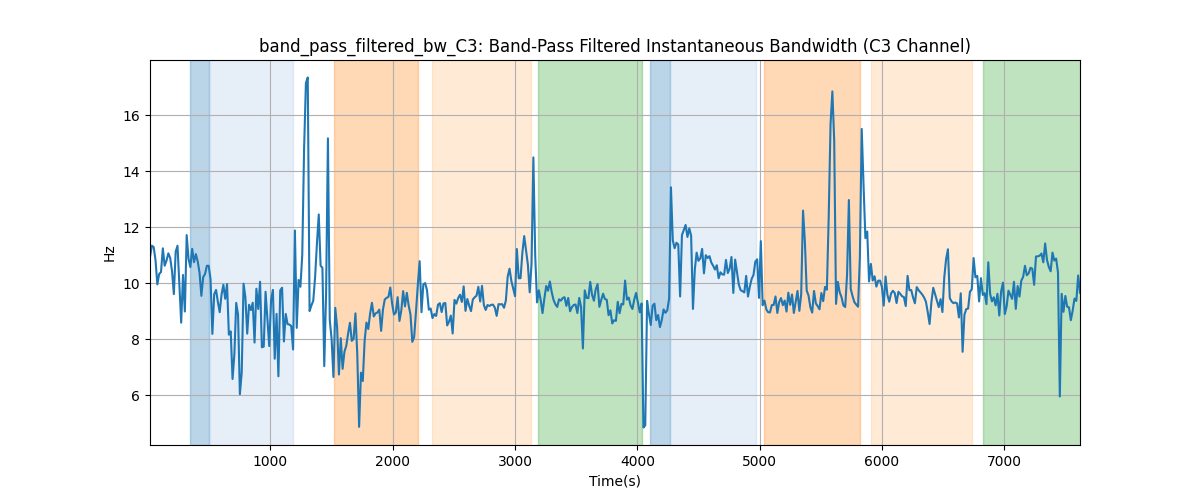 band_pass_filtered_bw_C3: Band-Pass Filtered Instantaneous Bandwidth (C3 Channel)
16
14
12
10
8
6
Hz
1000 2000 3000 4000 5000 6000 7000
Time(s)